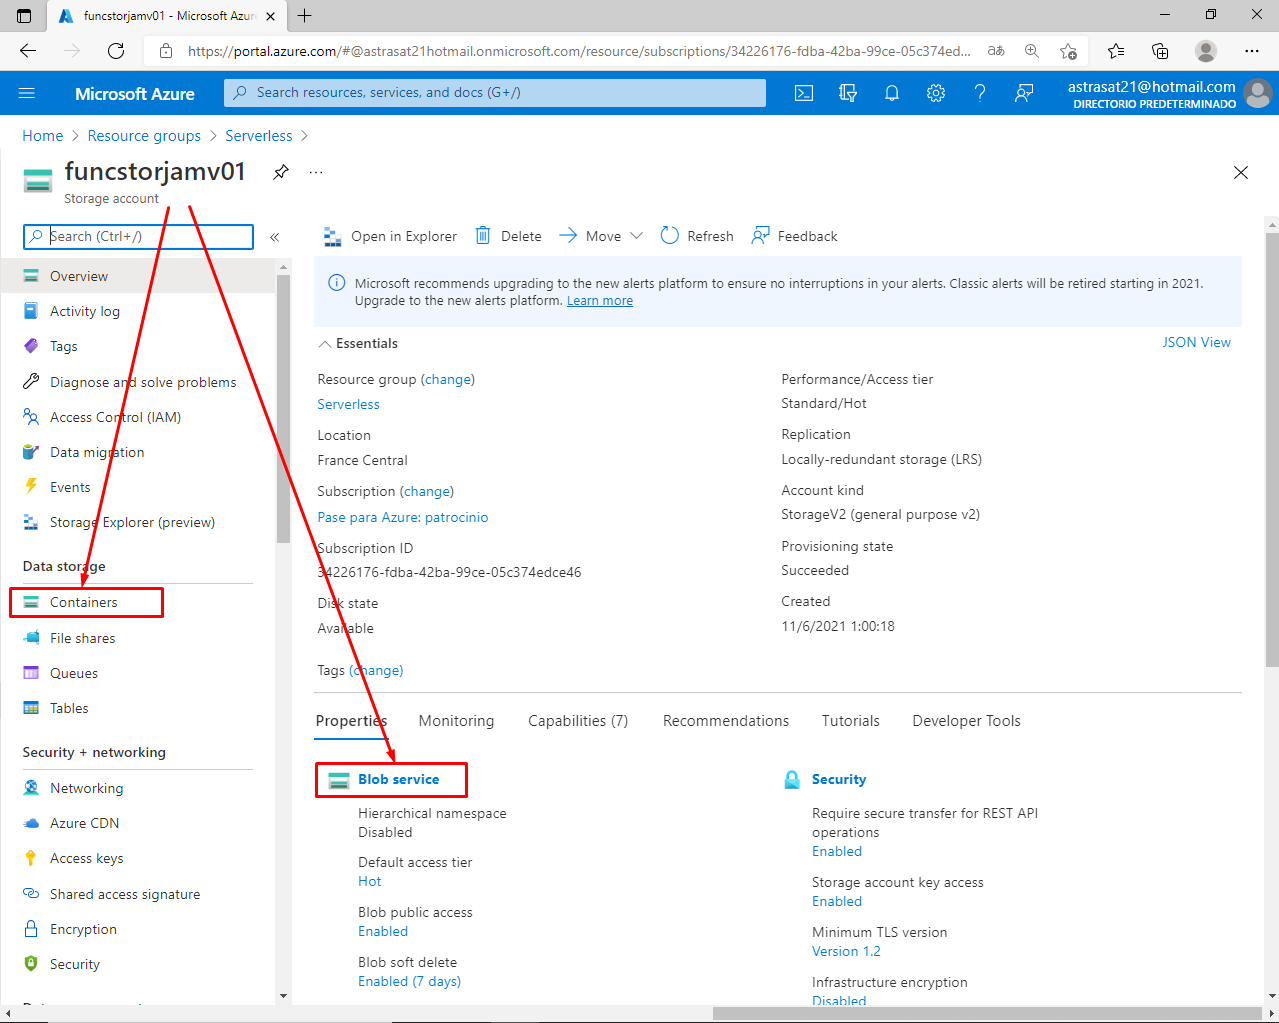 funcstorjamv01 - Microsoft Azur
https://portal.azure.com/#@astrasat21hotmail.onmicrosoft.com/resource/subscriptions/34226176-fdba-42ba-99ce-05c374ed...
Microsoft Azure
Search resources, services, and docs (G+/)
astrasat21@hotmail.com
DIRECTORIO PREDETERMINADO
Home > Resource groups > Serverless >
funcstorjamv01
Storage account
Search (Ctrl+/)
Overview
Activity log
Tags
Diagnose and solve problems
Access Control (IAM)
Data migration
Events
Storage Explorer (preview)
Data storage
Containers
File shares
Queues
Tables
Security + networking
Networking
Azure CDN
Access keys
Shared access signature
Encryption
Security
Open in Explorer
Delete
Move
Refresh
Feedback
Microsoft recommends upgrading to the new alerts platform to ensure no interruptions in your alerts. Classic alerts will be retired starting in 2021.
Upgrade to the new alerts platform. Learn more
Essentials
JSON View
Resource group (change)
Serverless
Location
France Central
Subscription (change)
Pase para Azure: patrocinio
Subscription ID
34226176-fdba-42ba-99ce-05c374edce46
Disk state
Available
Performance/Access tier
Standard/Hot
Replication
Locally-redundant storage (LRS)
Account kind
StorageV2 (general purpose v2)
Provisioning state
Succeeded
Created
11/6/2021 1:00:18
Tags (change)
Properties
Monitoring
Capabilities (7)
Recommendations
Tutorials
Developer Tools
Blob service
Hierarchical namespace
Disabled
Default access tier
Hot
Blob public access
Enabled
Blob soft delete
Enabled (7 days)
Security
Require secure transfer for REST API
operations
Enabled
Storage account key access
Enabled
Minimum TLS version
Version 1.2
Infrastructure encryption
Disabled